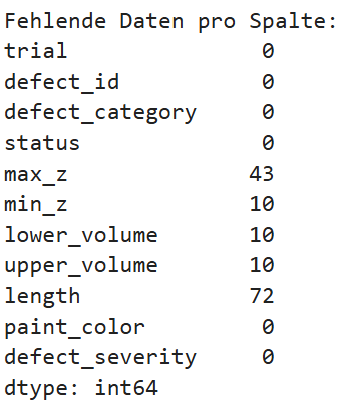 Fehlende Daten pro Spalte:
trial 0
defect_id 0
defect_category 0
status 0
max_z 43
min_z 10
lower_volume 10
upper_volume 10
length 72
paint_color 0
defect_severity 0
dtype: int64